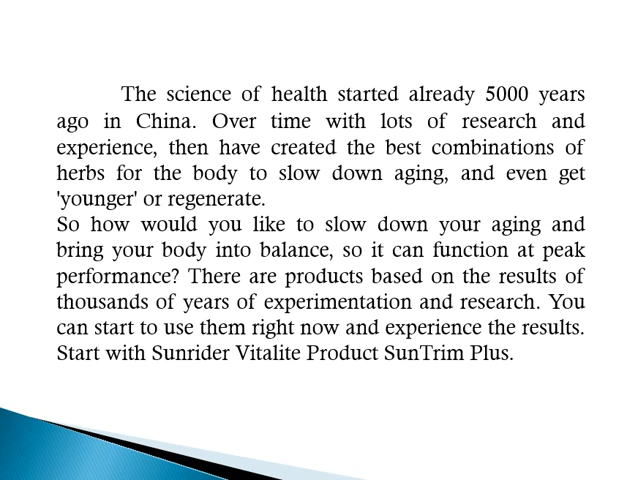 The science of health started already 5000 years
ago in China. Over time with lots of research and
experience, then have created the best combinations of
herbs for the body to slow down aging, and even get
'younger' or regenerate.
So how would you like to slow down your aging and
bring your body into balance, so it can function at peak
performance? There are products based on the results of
thousands of years of experimentation and research. You
can start to use them right now and experience the results.
Start with Sunrider Vitalite Product SunTrim Plus.